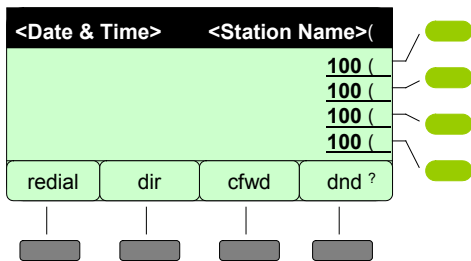 <Date & Time> <Station Name>(
100 (
100 (
100 (
100 (
redial dir cfwd dnd ?